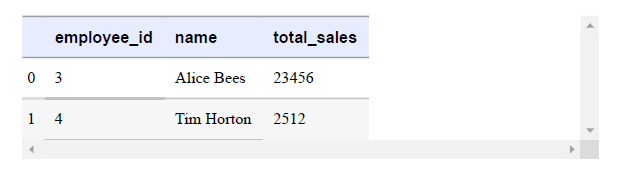 employee_id name total_sales
0 3 Alice Bees 23456
1 4 Tim Horton 2512